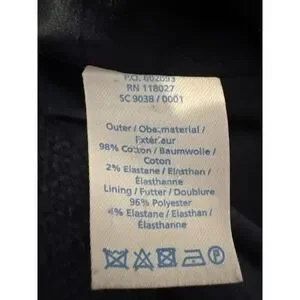 P.O. 602093
RN 118027
SC 9038 / 0001
Outer / Obermaterial /
Extérieur
98% Cotton / Baumwolle /
Coton
2% Elastane / Elasthan /
Élasthanne
Lining / Futter / Doublure
96% Polyester
4% Elastane / Elasthan /
Élasthanne
P